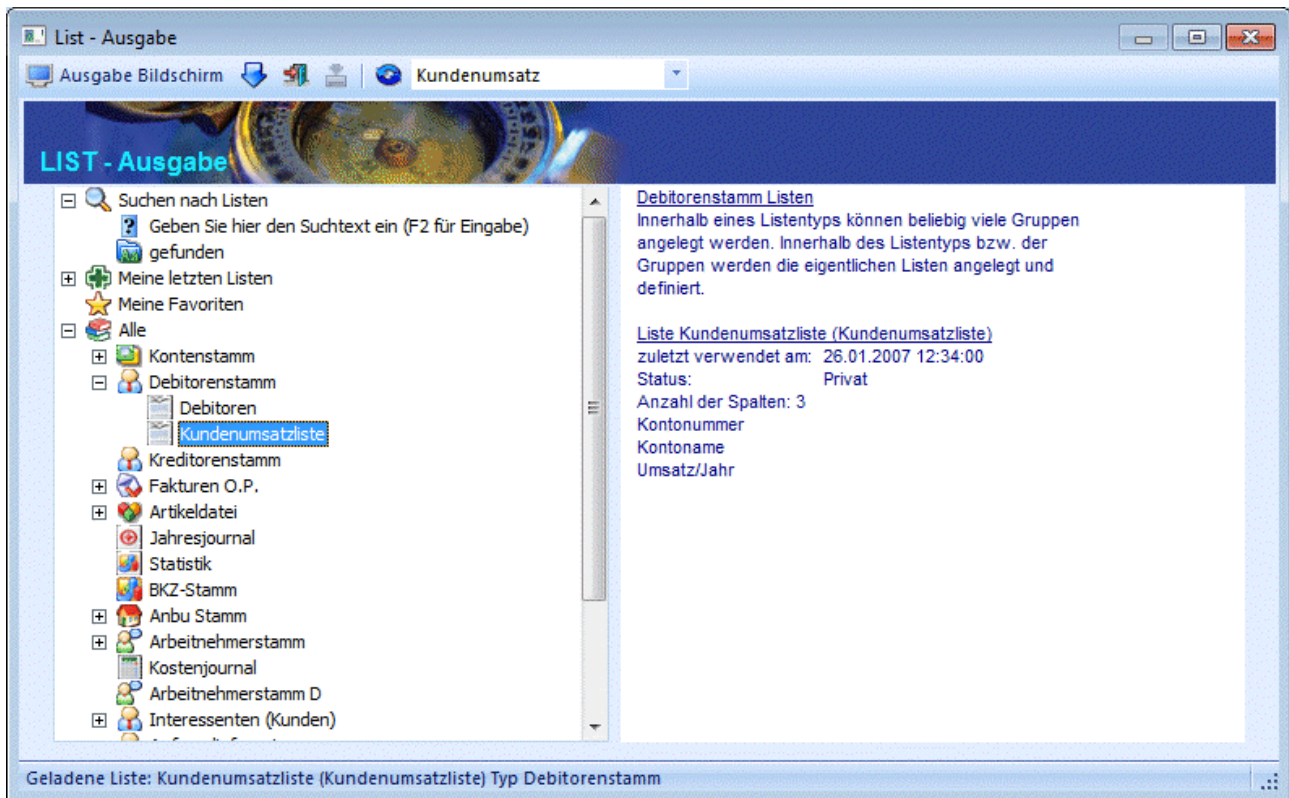 List - Ausgabe
Ausgabe Bildschirm Kundenumsatz
LIST - Ausgabe
Suchen nach Listen
Geben Sie hier den Suchtext ein (F2 für Eingabe)
gefunden
Meine letzten Listen
Meine Favoriten
Alle
Kontenstamm
Debitorenstamm
Debitoren
Kundenumsatzliste
Kreditorenstamm
Fakturen O.P.
Artikeldatei
Jahresjournal
Statistik
BKZ-Stamm
Anbu Stamm
Arbeitnehmerstamm
Kostenjournal
Arbeitnehmerstamm D
Interessenten (Kunden)
Debitorenstamm Listen
Innerhalb eines Listentyps können beliebig viele Gruppen
angelegt werden. Innerhalb des Listentyps bzw. der
Gruppen werden die eigentlichen Listen angelegt und
definiert.
Liste Kundenumsatzliste (Kundenumsatzliste)
zuletzt verwendet am: 26.01.2007 12:34:00
Status: Privat
Anzahl der Spalten: 3
Kontonummer
Kontoname
Umsatz/Jahr
Geladene Liste: Kundenumsatzliste (Kundenumsatzliste) Typ Debitorenstamm